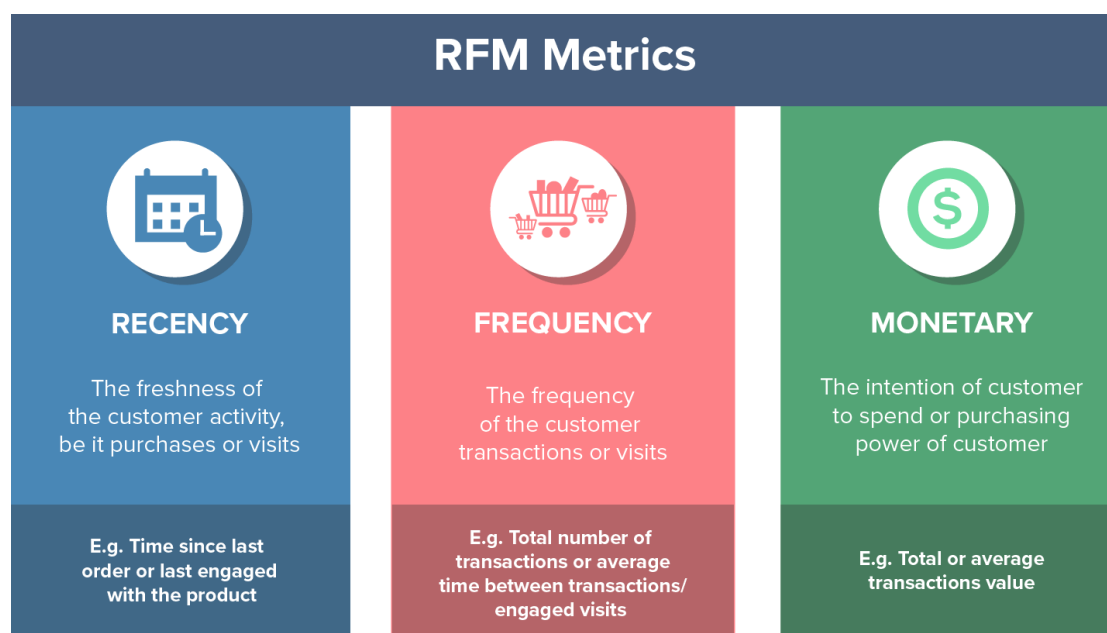 RFM Metrics
RECENCY
The freshness of
the customer activity,
be it purchases or visits
E.g. Time since last
order or last engaged
with the product
FREQUENCY
The frequency
of the customer
transactions or visits
E.g. Total number of
transactions or average
time between transactions/
engaged visits
MONETARY
The intention of customer
to spend or purchasing
power of customer
E.g. Total or average
transactions value